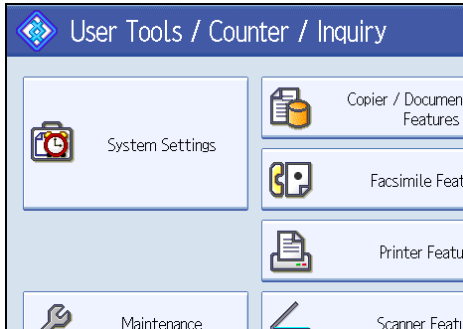 User Tools / Counter / Inquiry
System Settings
Copier / Documen
Features
Facsimile Feat
Printer Featu
Maintenance
Scanner Featu